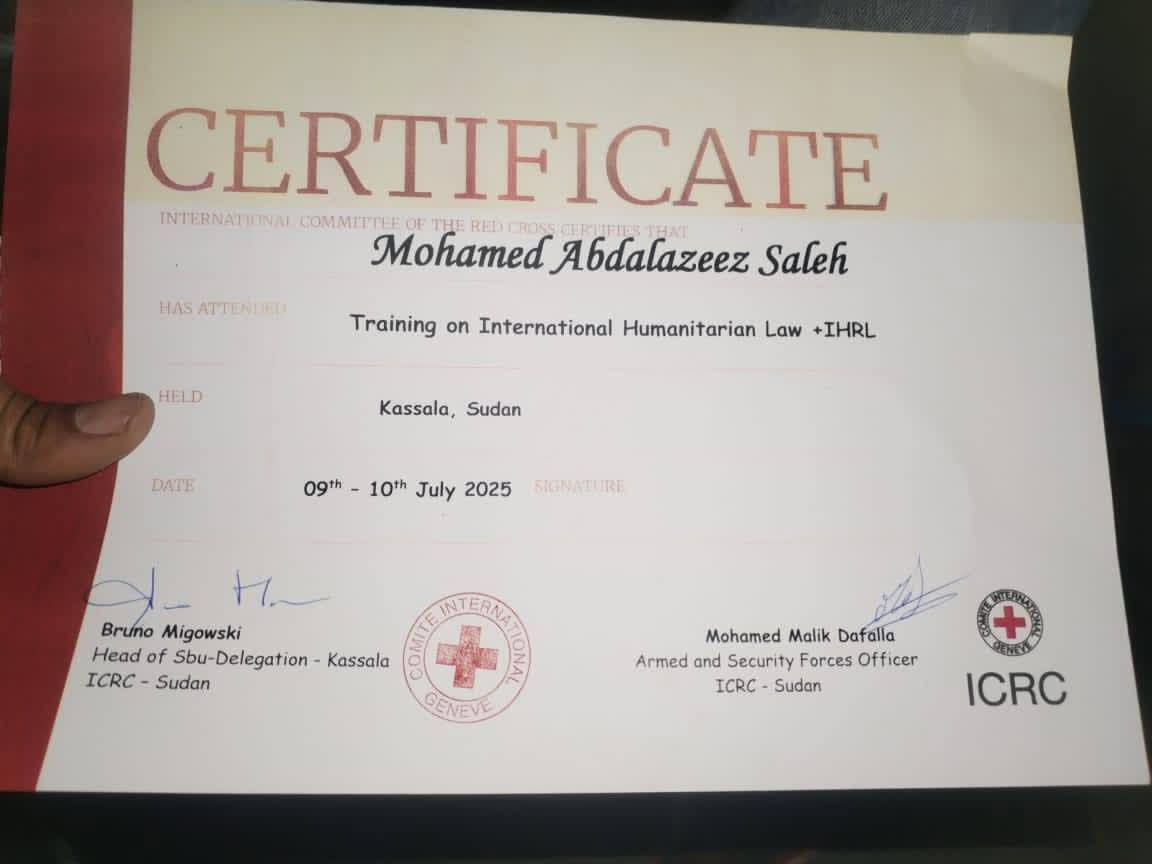 CERTIFICATE
INTERNATIONAL COMMITTEE OF THE RED CROSS CERTIFIES THAT
Mohamed Abdalazeez Saleh
HAS ATTENDED
Training on International Humanitarian Law +IHRL
HELD
Kassala, Sudan
DATE
09th - 10th July 2025
SIGNATURE
Bruno Migowski
Head of Sbu-Delegation - Kassala
ICRC - Sudan
COMITE INTERNATIONAL
GENEVE
Mohamed Malik Dafalla
Armed and Security Forces Officer
ICRC - Sudan
COMITE INTERNATIONAL
GENEVE
ICRC